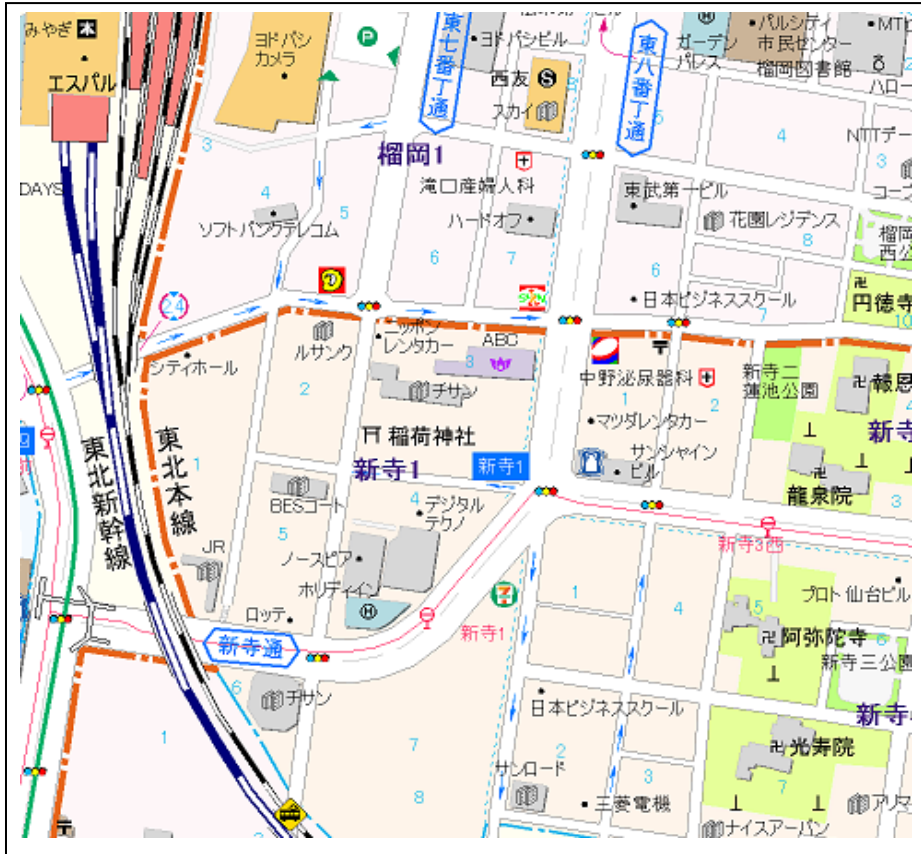 みやぎ
エスパル
DAYS
ヨドバシ
カメラ
P
東七番丁通
ヨドバシビル
西友
S
スカイ
東八番丁通
H
ガーデン
パレス
パルシティ
市民センター
榴岡図書館
MTビ
ハロー
NTTデー
コープ
榴岡1
滝口産婦人科
ハードオフ
東武第一ビル
花園レジデンス
榴岡
西公
円徳寺
ソフトバンクテレコム
日本ビジネススクール
24
シティホール
ルサンク
ニッポン
レンタカー
ABC
チサン
中野泌尿器科
新寺二
蓮池公園
報恩
新寺
マツダレンタカー
サンシャイン
ビル
稲荷神社
新寺1
新寺1
龍泉院
東北新幹線
東北本線
BESコート
デジタル
テクノ
新寺3西
JR
ノースピア
ホリディイン
H
プロト仙台ビル
ロッテ
新寺1
新寺通
阿弥陀寺
新寺三公園
チサン
日本ビジネススクール
新寺
光寿院
サンロード
三菱電機
ナイスアーバン
アリマ